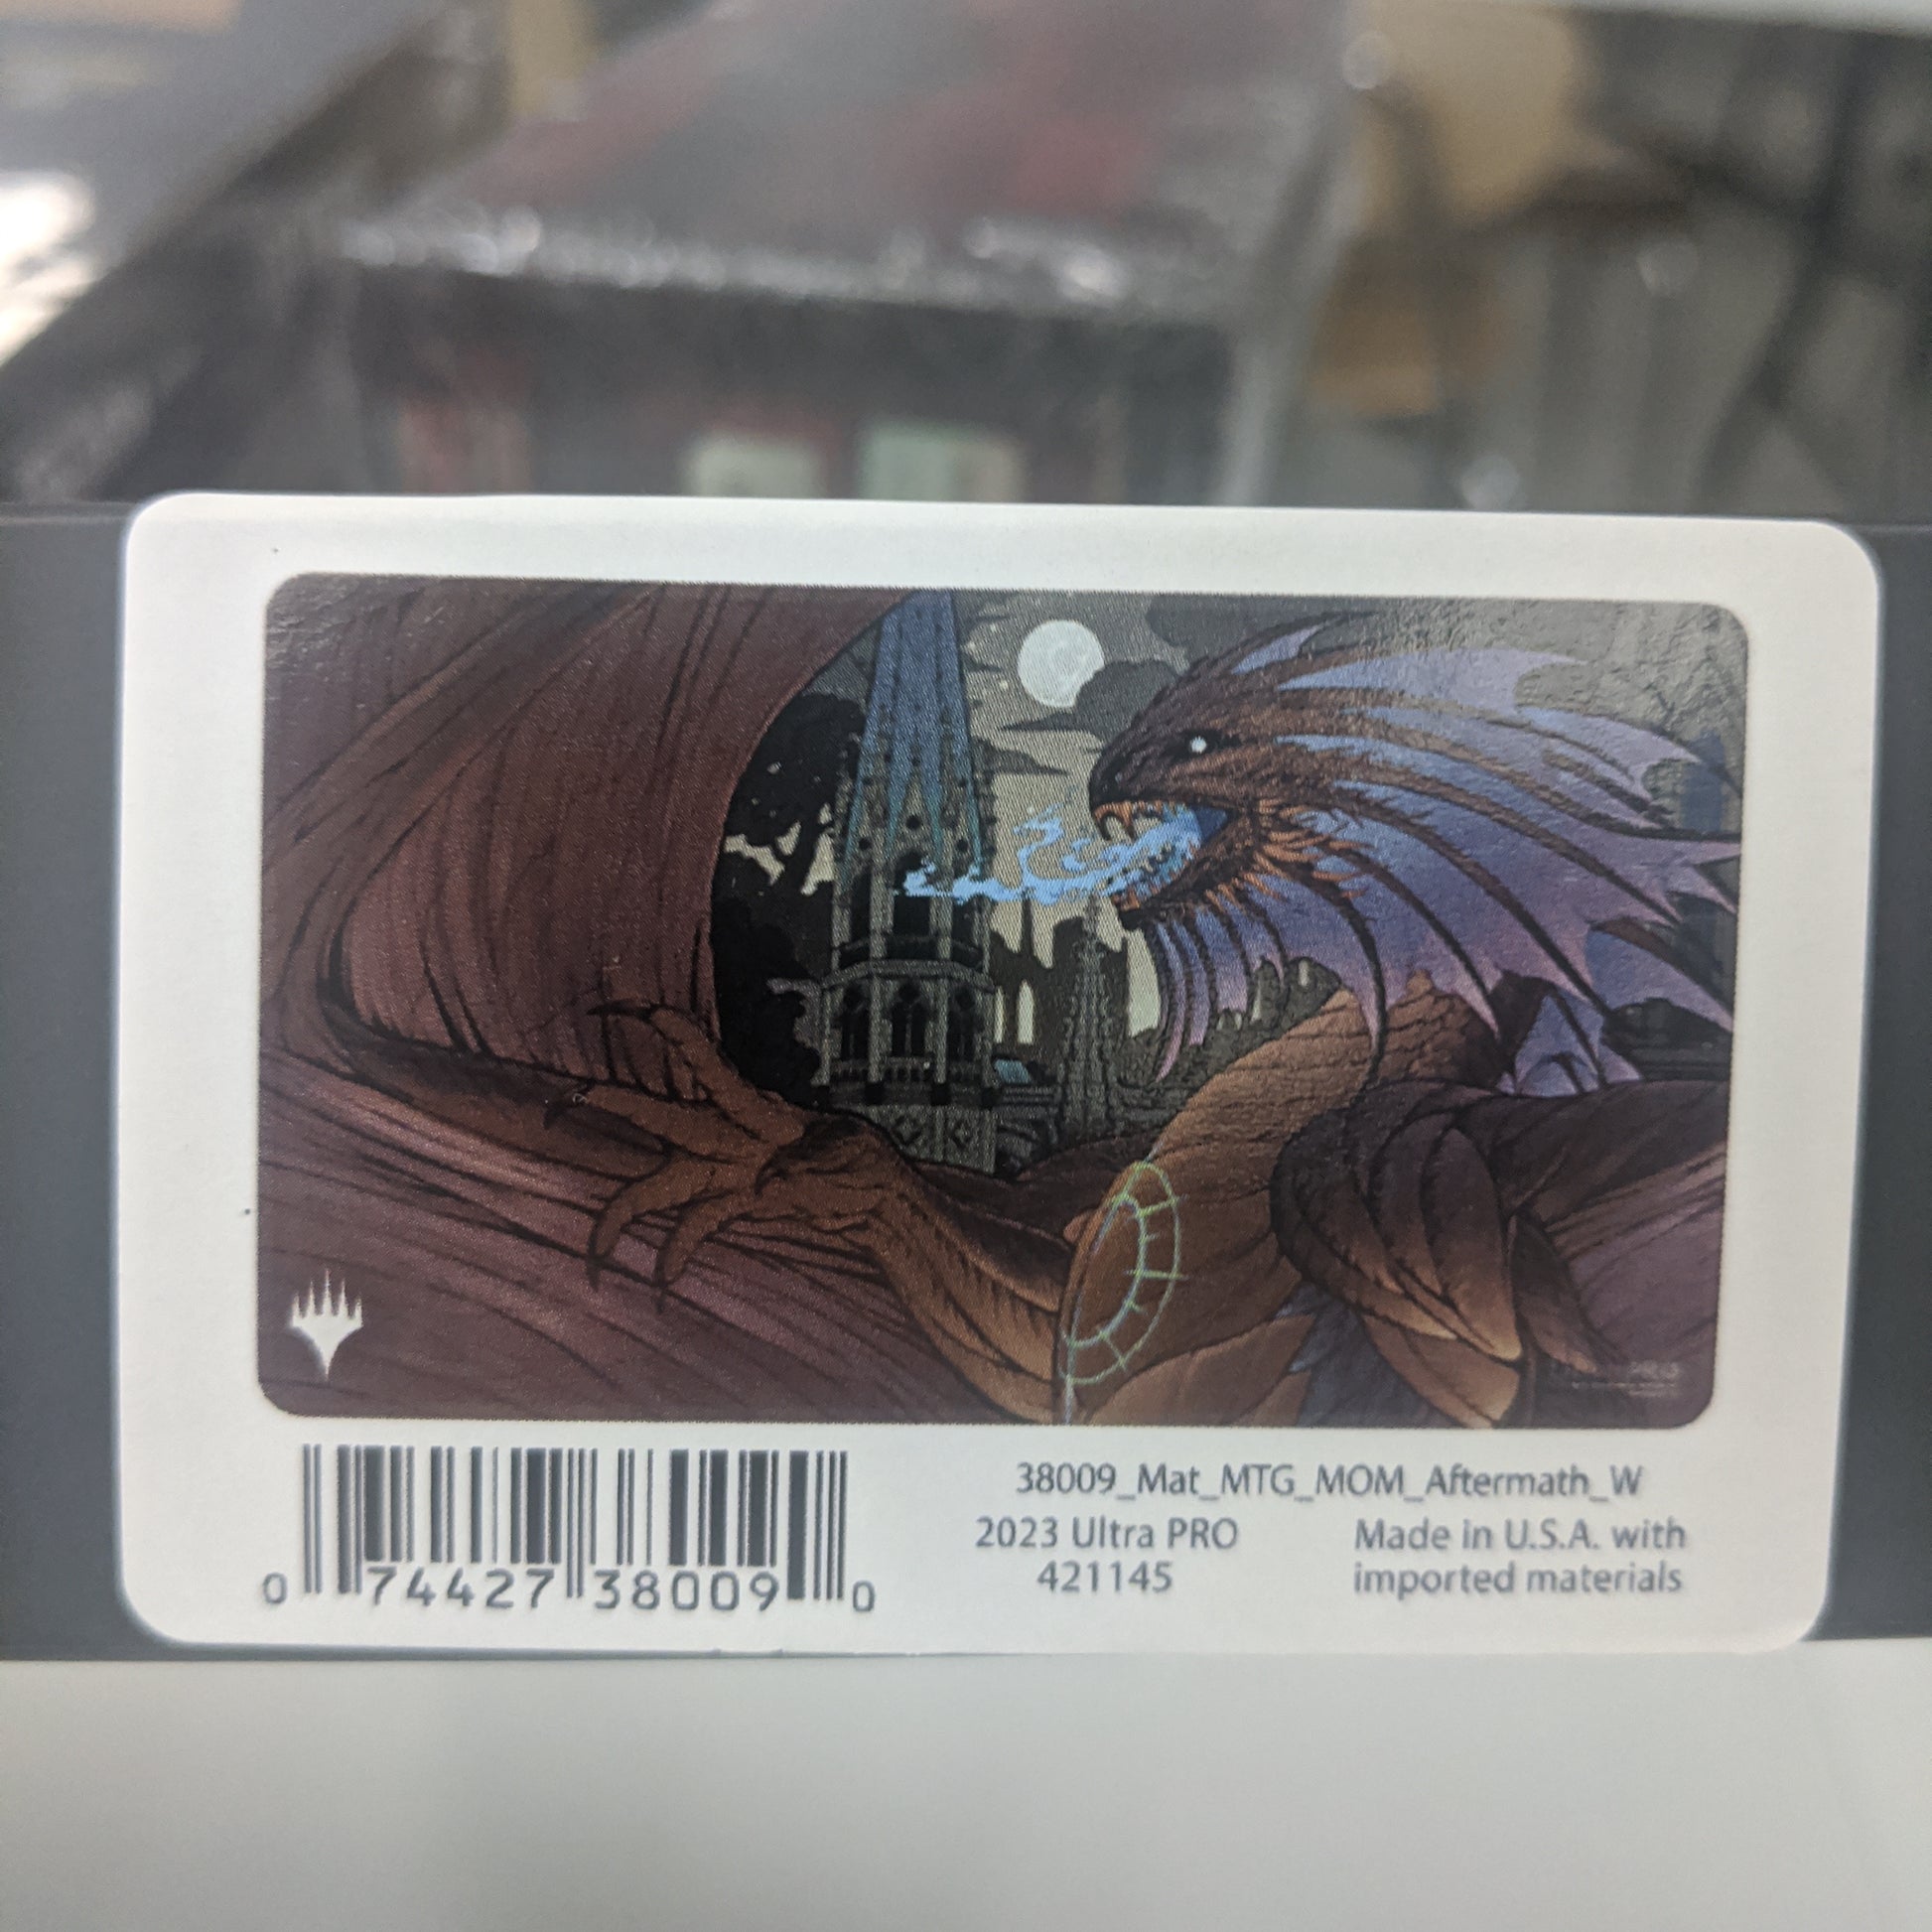 38009_Mat_MTG_MOM_Aftermath_W
2023 Ultra PRO
421145
Made in U.S.A. with
imported materials
0 74427 38009 0